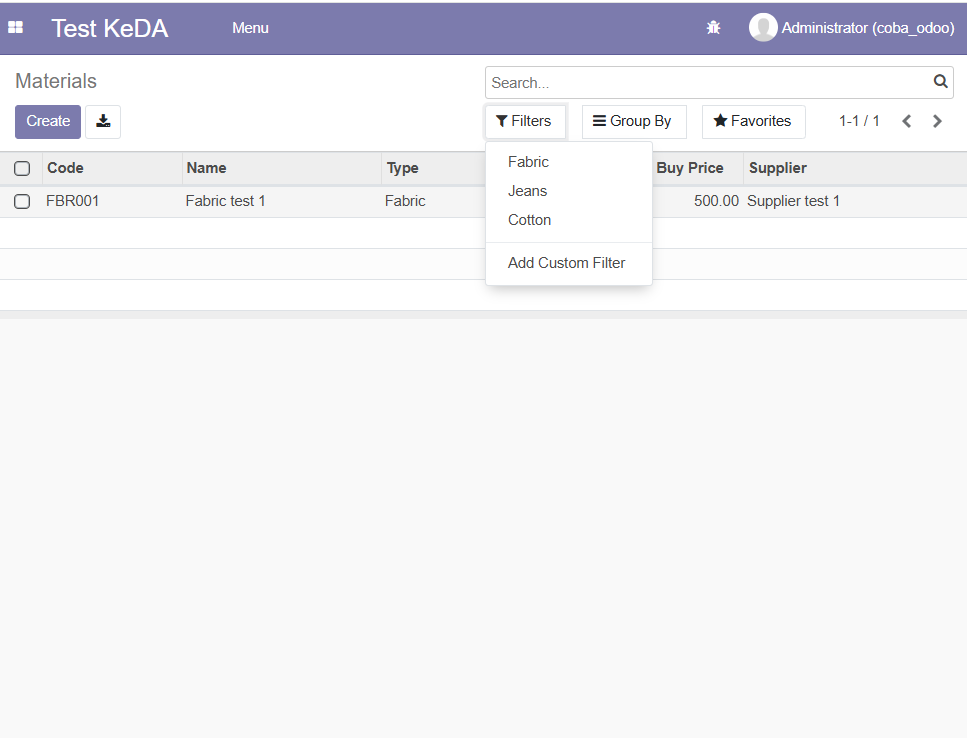 Test KeDA Menu Administrator (coba_odoo)
Materials Search...
Create Filters Group By Favorites 1-1 / 1
Code Name Type Buy Price Supplier
FBR001 Fabric test 1 Fabric 500.00 Supplier test 1
Fabric
Jeans
Cotton
Add Custom Filter